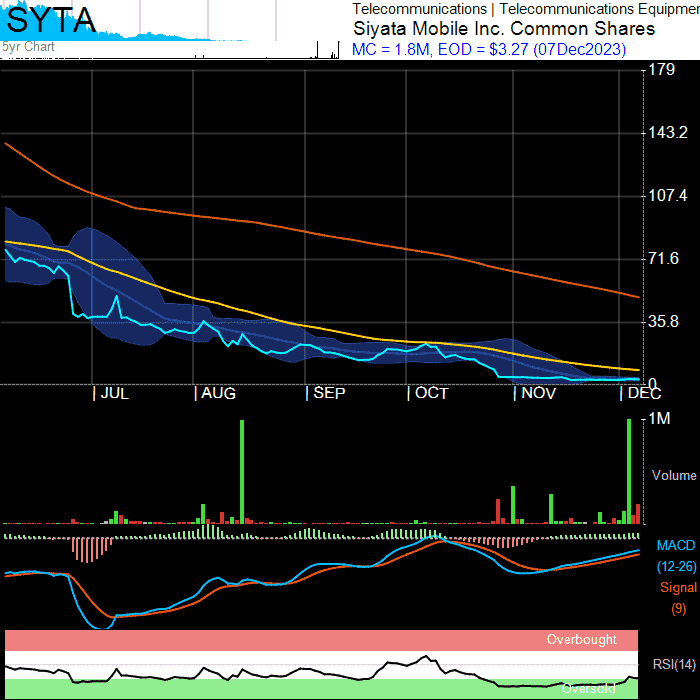 SYTA
5yr Chart
Telecommunications | Telecommunications Equipmen
Siyata Mobile Inc. Common Shares
MC = 1.8M, EOD = $3.27 (07Dec2023)
179
143.2
107.4
71.6
35.8
0
JUL
AUG
SEP
OCT
NOV
DEC
1M
Volume
MACD
(12-26)
Signal
(9)
Overbought
RSI(14)
Oversold